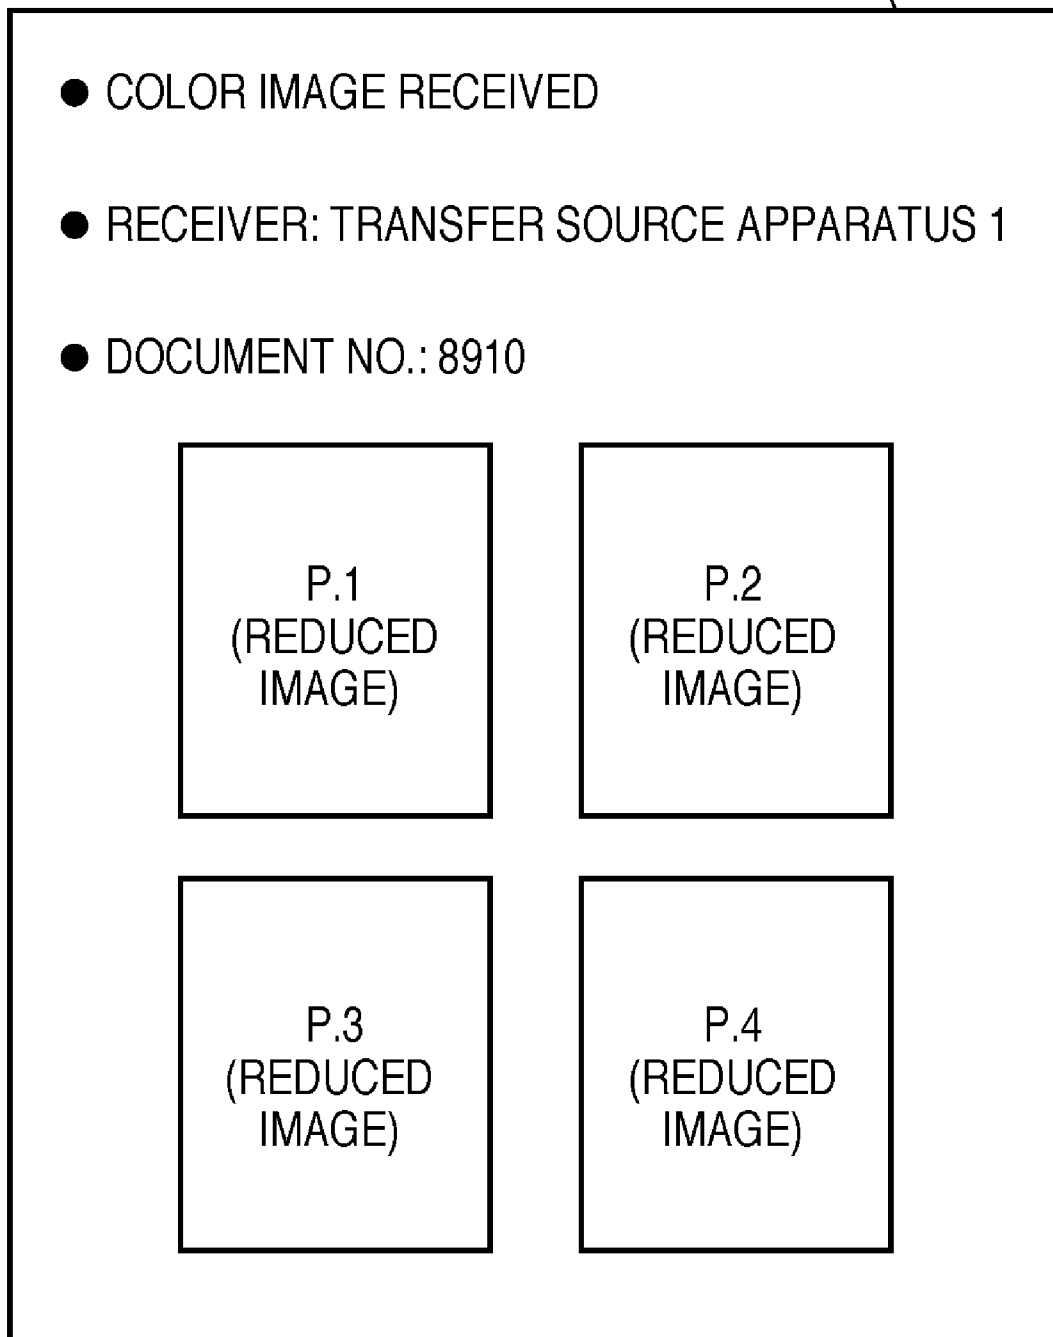 ● COLOR IMAGE RECEIVED
● RECEIVER: TRANSFER SOURCE APPARATUS 1
● DOCUMENT NO.: 8910
P.1
(REDUCED
IMAGE)
P.2
(REDUCED
IMAGE)
P.3
(REDUCED
IMAGE)
P.4
(REDUCED
IMAGE)